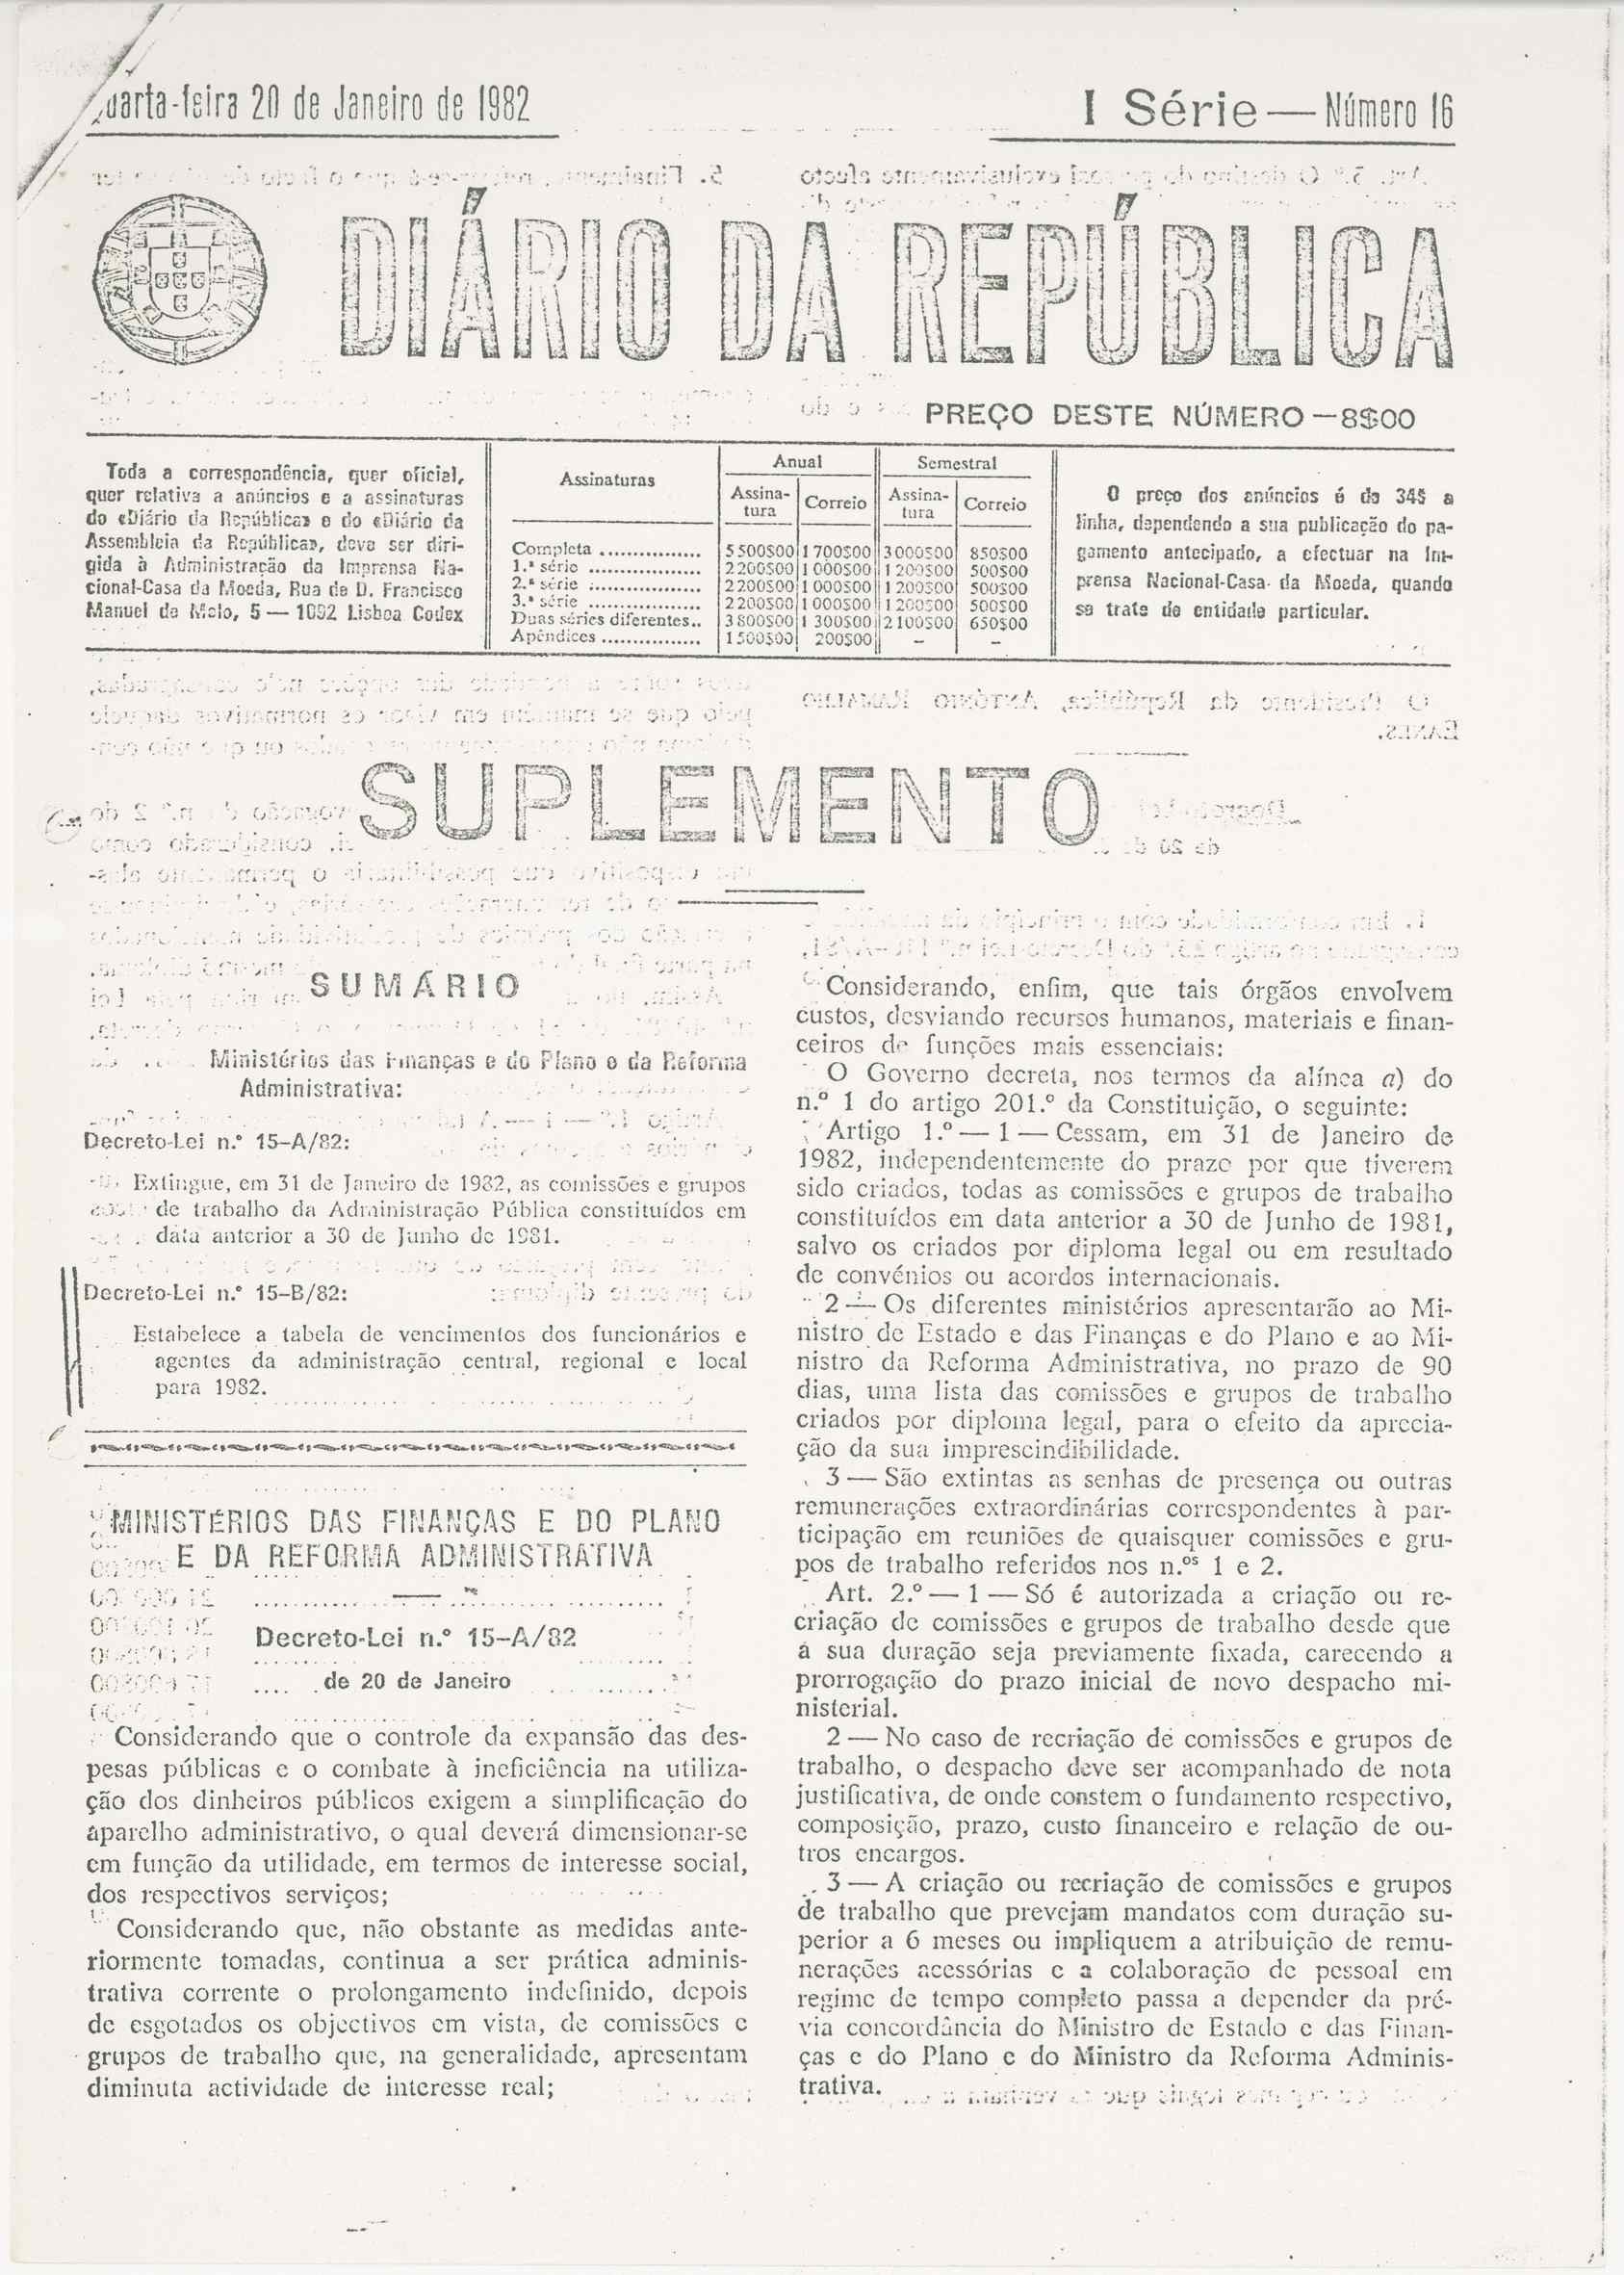 Quarta-feira 20 de Janeiro de 1982
I Série — Número 16
DIÁRIO DA REPÚBLICA
PREÇO DESTE NÚMERO — 8$00
Toda a correspondência, quer oficial,
quer relativa a anúncios e a assinaturas
do «Diário da República» e do «Diário da
Assembleia da República», deve ser diri-
gida à Administração da Imprensa Na-
cional-Casa da Moeda, Rua de D. Francisco
Manuel de Melo, 5 — 1092 Lisboa Codex
Assinaturas
Anual
Semestral
Assina-
tura
Correio
Assina-
tura
Correio
Completa ............... 5 500$00 1 700$00 3 000$00 850$00
1.ª série ................. 2 200$00 1 000$00 1 200$00 500$00
2.ª série ................. 2 200$00 1 000$00 1 200$00 500$00
3.ª série ................. 2 200$00 1 000$00 1 200$00 500$00
Duas séries diferentes.. 3 800$00 1 300$00 2 100$00 650$00
Apêndices ............... 1 500$00 200$00 – –
O preço dos anúncios é de 34$ a
linha, dependendo a sua publicação do pa-
gamento antecipado, a efectuar na Im-
prensa Nacional-Casa da Moeda, quando
se trate de entidade particular.
SUPLEMENTO
SUMÁRIO
Ministérios das Finanças e do Plano e da Reforma
Administrativa:
Decreto-Lei n.º 15-A/82:
Extingue, em 31 de Janeiro de 1982, as comissões e grupos
de trabalho da Administração Pública constituídos em
data anterior a 30 de Junho de 1981.
Decreto-Lei n.º 15-B/82:
Estabelece a tabela de vencimentos dos funcionários e
agentes da administração central, regional e local
para 1982.
MINISTÉRIOS DAS FINANÇAS E DO PLANO
E DA REFORMA ADMINISTRATIVA
Decreto-Lei n.º 15-A/82
de 20 de Janeiro
Considerando que o controle da expansão das des-
pesas públicas e o combate à ineficiência na utiliza-
ção dos dinheiros públicos exigem a simplificação do
aparelho administrativo, o qual deverá dimensionar-se
em função da utilidade, em termos de interesse social,
dos respectivos serviços;
Considerando que, não obstante as medidas ante-
riormente tomadas, continua a ser prática adminis-
trativa corrente o prolongamento indefinido, depois
de esgotados os objectivos em vista, de comissões e
grupos de trabalho que, na generalidade, apresentam
diminuta actividade de interesse real;
Considerando, enfim, que tais órgãos envolvem
custos, desviando recursos humanos, materiais e finan-
ceiros de funções mais essenciais:
O Governo decreta, nos termos da alínea a) do
n.º 1 do artigo 201.º da Constituição, o seguinte:
Artigo 1.º — 1 — Cessam, em 31 de Janeiro de
1982, independentemente do prazo por que tiverem
sido criados, todas as comissões e grupos de trabalho
constituídos em data anterior a 30 de Junho de 1981,
salvo os criados por diploma legal ou em resultado
de convénios ou acordos internacionais.
2 — Os diferentes ministérios apresentarão ao Mi-
nistro de Estado e das Finanças e do Plano e ao Mi-
nistro da Reforma Administrativa, no prazo de 90
dias, uma lista das comissões e grupos de trabalho
criados por diploma legal, para o efeito da aprecia-
ção da sua imprescindibilidade.
3 — São extintas as senhas de presença ou outras
remunerações extraordinárias correspondentes à par-
ticipação em reuniões de quaisquer comissões e gru-
pos de trabalho referidos nos n.os 1 e 2.
Art. 2.º — 1 — Só é autorizada a criação ou re-
criação de comissões e grupos de trabalho desde que
a sua duração seja previamente fixada, carecendo a
prorrogação do prazo inicial de novo despacho mi-
nisterial.
2 — No caso de recriação de comissões e grupos de
trabalho, o despacho deve ser acompanhado de nota
justificativa, de onde constem o fundamento respectivo,
composição, prazo, custo financeiro e relação de ou-
tros encargos.
3 — A criação ou recriação de comissões e grupos
de trabalho que prevejam mandatos com duração su-
perior a 6 meses ou impliquem a atribuição de remu-
nerações acessórias e a colaboração de pessoal em
regime de tempo completo passa a depender da pré-
via concordância do Ministro de Estado e das Finan-
ças e do Plano e do Ministro da Reforma Adminis-
trativa.